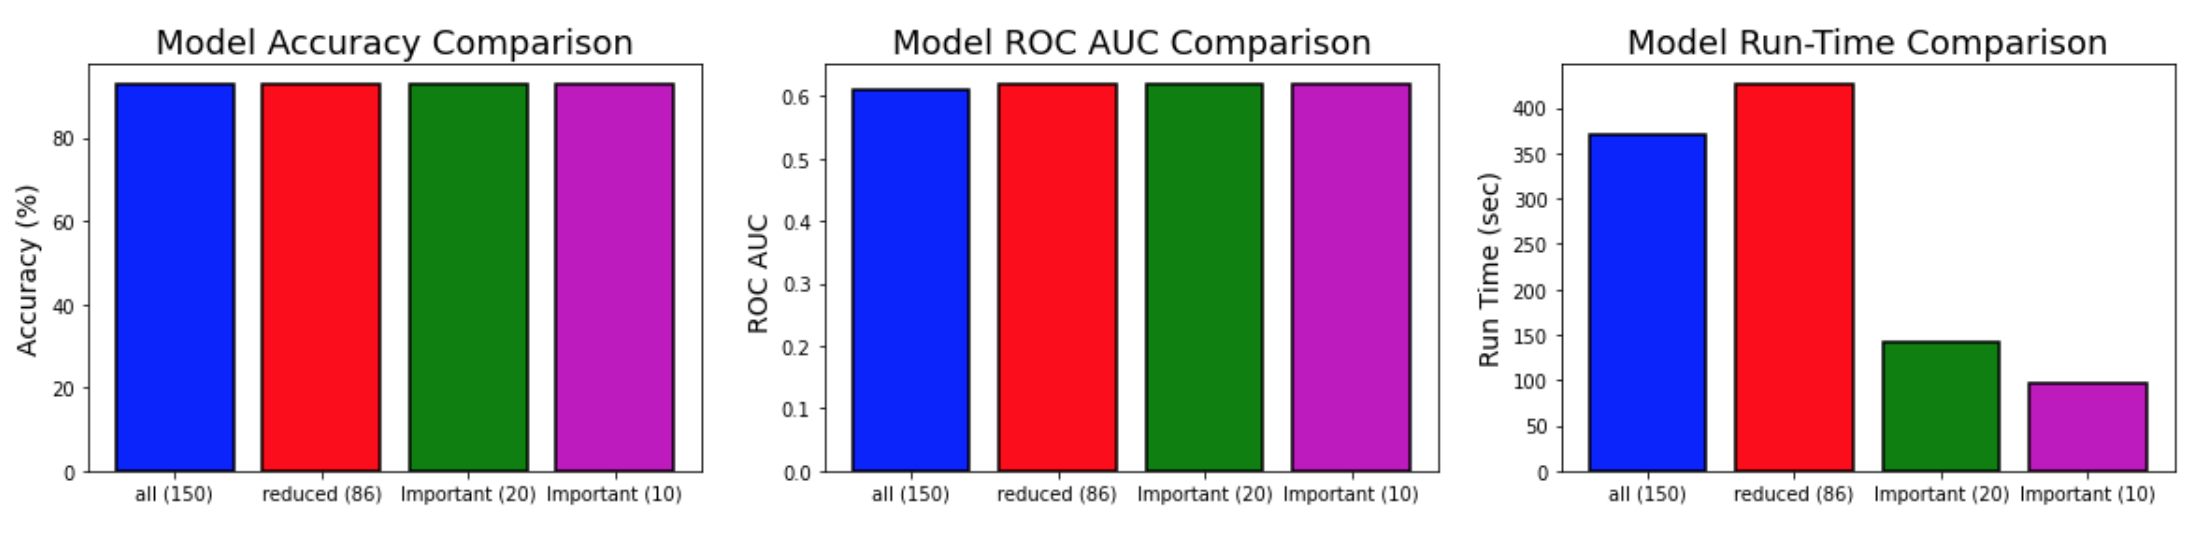 Model Accuracy Comparison
Accuracy (%)
80
60
40
20
0
all (150) reduced (86) Important (20) Important (10)
Model ROC AUC Comparison
ROC AUC
0.6
0.5
0.4
0.3
0.2
0.1
0.0
all (150) reduced (86) Important (20) Important (10)
Model Run-Time Comparison
Run Time (sec)
400
350
300
250
200
150
100
50
0
all (150) reduced (86) Important (20) Important (10)